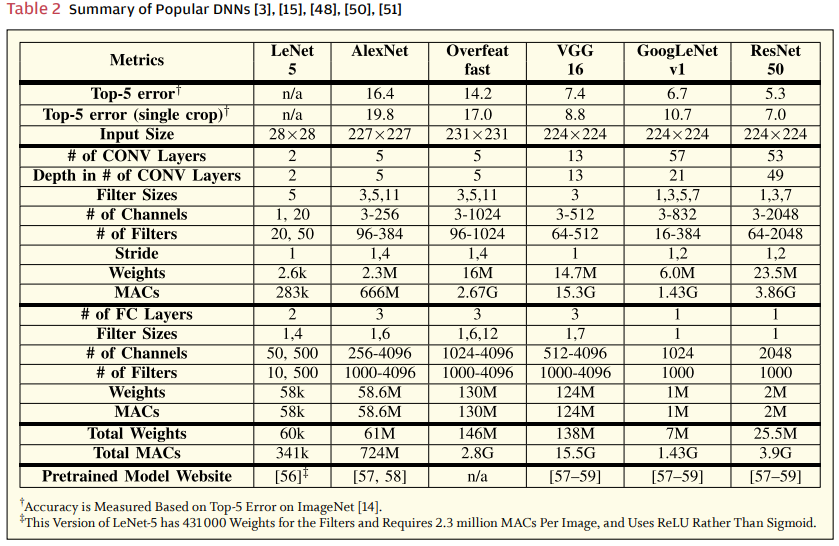 Table 2 Summary of Popular DNNs [3], [15], [48], [50], [51]
Metrics LeNet 5 AlexNet Overfeat fast VGG 16 GoogLeNet v1 ResNet 50
Top-5 error† n/a 16.4 14.2 7.4 6.7 5.3
Top-5 error (single crop)† n/a 19.8 17.0 8.8 10.7 7.0
Input Size 28×28 227×227 231×231 224×224 224×224 224×224
# of CONV Layers 2 5 5 13 57 53
Depth in # of CONV Layers 2 5 5 13 21 49
Filter Sizes 5 3,5,11 3,5,11 3 1,3,5,7 1,3,7
# of Channels 1, 20 3-256 3-1024 3-512 3-832 3-2048
# of Filters 20, 50 96-384 96-1024 64-512 16-384 64-2048
Stride 1 1,4 1,4 1 1,2 1,2
Weights 2.6k 2.3M 16M 14.7M 6.0M 23.5M
MACs 283k 666M 2.67G 15.3G 1.43G 3.86G
# of FC Layers 2 3 3 3 1 1
Filter Sizes 1,4 1,6 1,6,12 1,7 1 1
# of Channels 50, 500 256-4096 1024-4096 512-4096 1024 2048
# of Filters 10, 500 1000-4096 1000-4096 1000-4096 1000 1000
Weights 58k 58.6M 130M 124M 1M 2M
MACs 58k 58.6M 130M 124M 1M 2M
Total Weights 60k 61M 146M 138M 7M 25.5M
Total MACs 341k 724M 2.8G 15.5G 1.43G 3.9G
Pretrained Model Website [56]‡ [57, 58] n/a [57–59] [57–59] [57–59]
†Accuracy is Measured Based on Top-5 Error on ImageNet [14].
‡This Version of LeNet-5 has 431 000 Weights for the Filters and Requires 2.3 million MACs Per Image, and Uses ReLU Rather Than Sigmoid.